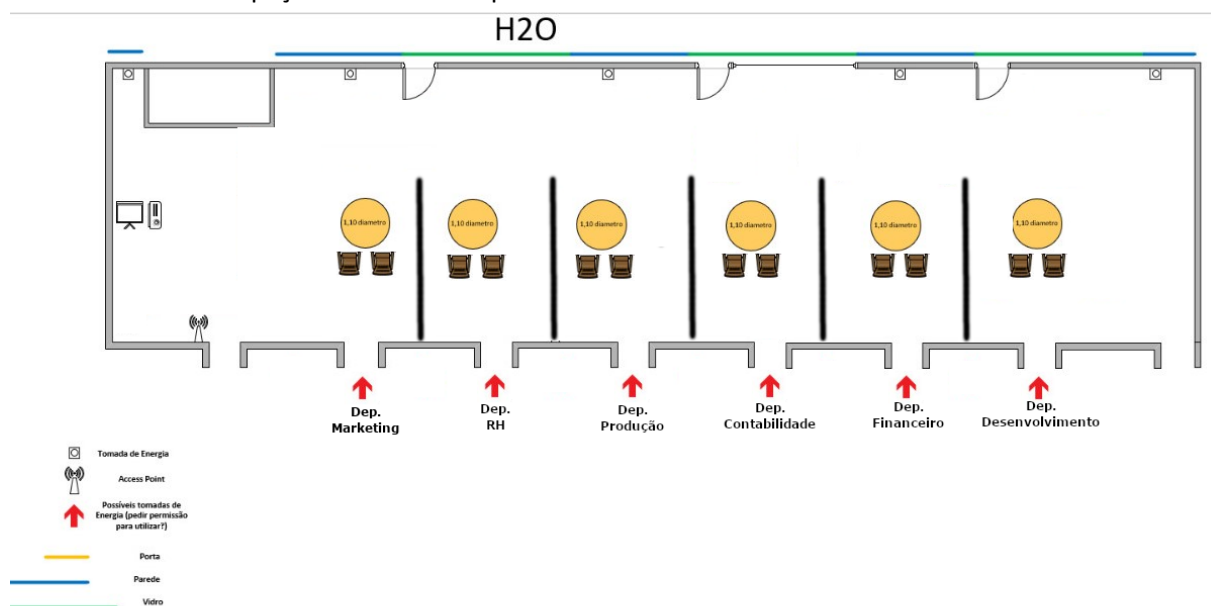 H2O
1,10 diametro
1,10 diametro
1,10 diametro
1,10 diametro
1,10 diametro
1,10 diametro
Dep.
Marketing
Dep.
RH
Dep.
Produção
Dep.
Contabilidade
Dep.
Financeiro
Dep.
Desenvolvimento
Tomada de Energia
Access Point
Possíveis tomadas de
Energia (pedir permissão
para utilizar?)
Porta
Parede
Vidro